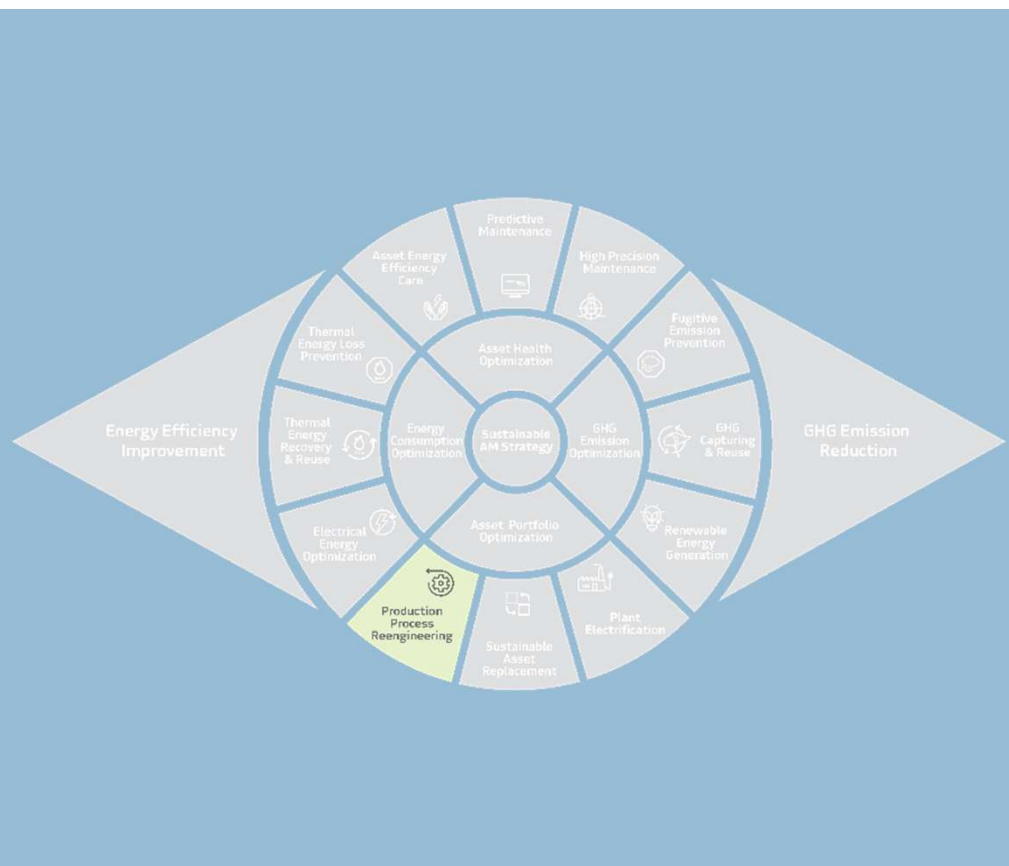 Predictive
Maintenance
Asset Energy
Efficiency
Care
High Precision
Maintenance
Thermal
Energy Loss
Prevention
Fugitive
Emission
Prevention
Asset Health
Optimization
Energy Efficiency
Improvement
Thermal
Energy
Recovery
& Reuse
Energy
Consumption
Optimization
Sustainable
AM Strategy
GHG
Emission
Optimization
GHG
Capturing
& Reuse
GHG Emission
Reduction
Electrical
Energy
Optimization
Asset Portfolio
Optimization
Renewable
Energy
Generation
Production
Process
Reengineering
Sustainable
Asset
Replacement
Plant
Electrification